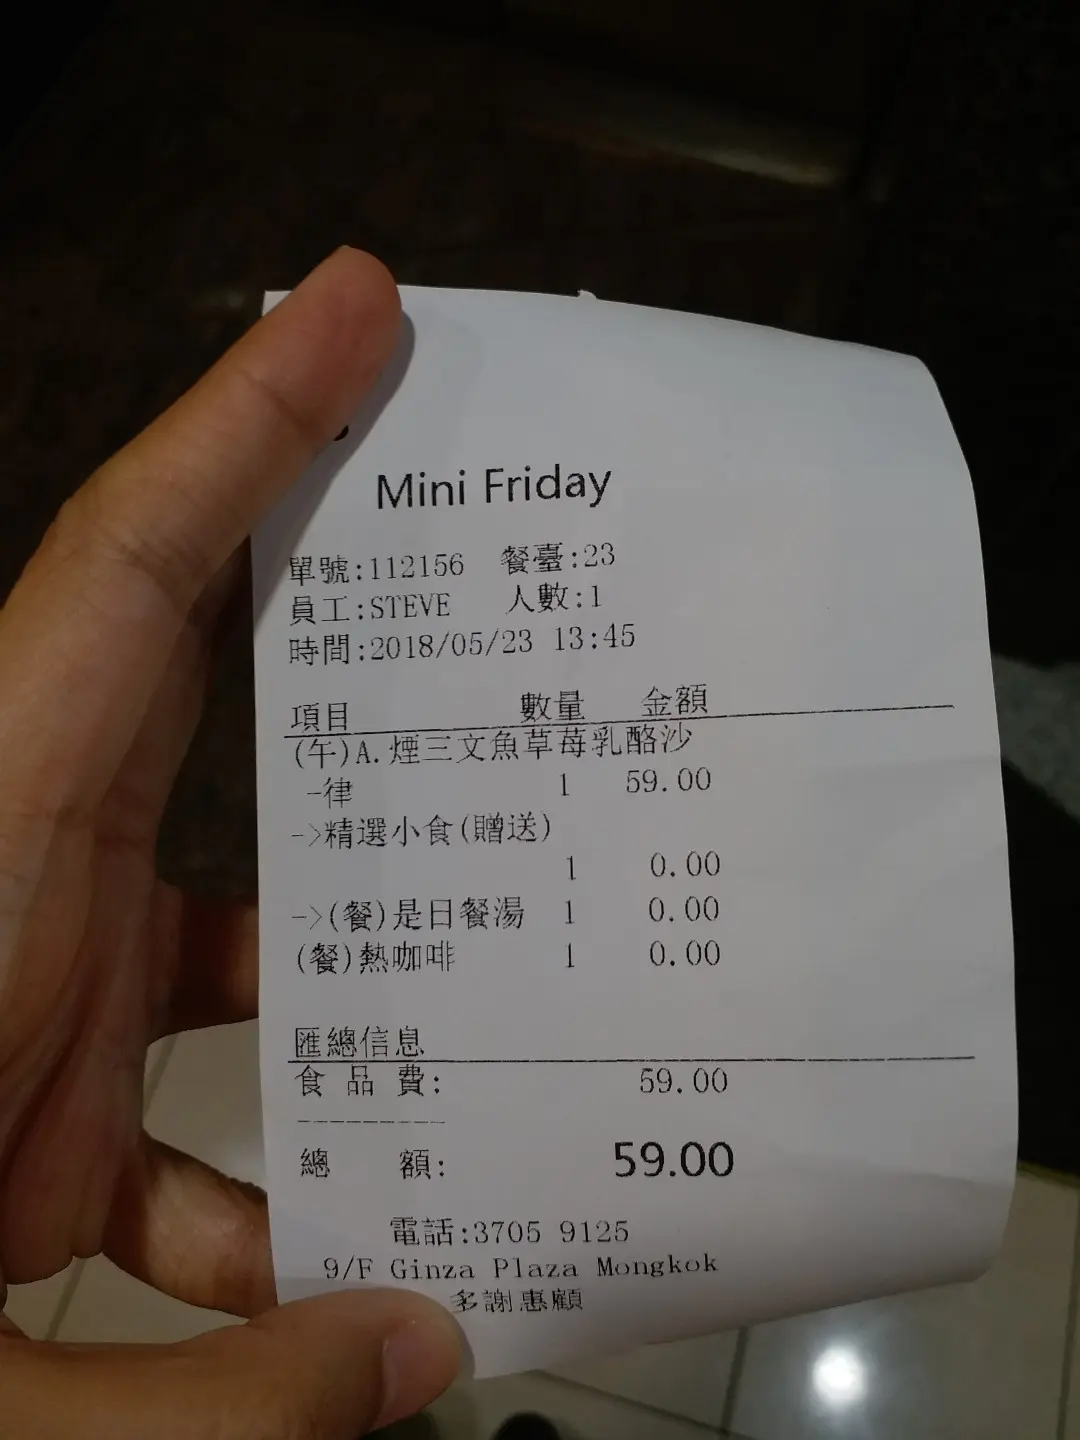 Mini Friday
單號:112156 餐臺:23
員工:STEVE 人數:1
時間:2018/05/23 13:45
項目 數量 金額
(午)A.煙三文魚草莓乳酪沙
-律 1 59.00
->精選小食(贈送)
1 0.00
->(餐)是日餐湯 1 0.00
(餐)熱咖啡 1 0.00
匯總信息
食 品 費: 59.00
----------
總 額: 59.00
電話:3705 9125
9/F Ginza Plaza Mongkok
多謝惠顧